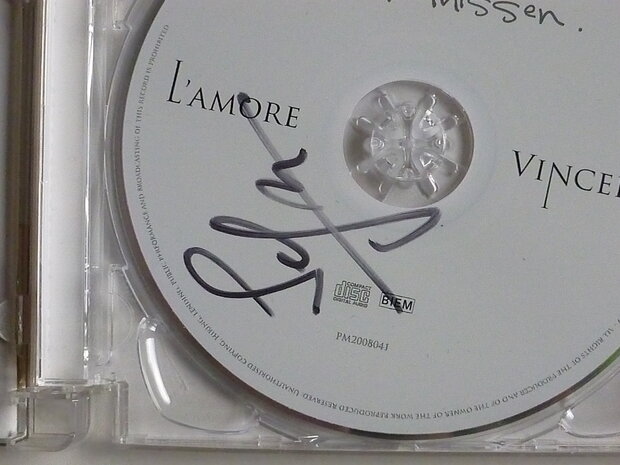 missen.
L'AMORE
VINCE
COMPACT
disc
DIGITAL AUDIO
BIEM
PM200804J
ALL RIGHTS OF THE PRODUCER AND OF THE OWNER OF THE WORK REPRODUCED RESERVED. UNAUTHORISED COPYING, HIRING, LENDING, PUBLIC PERFORMANCE AND BROADCASTING OF THIS RECORD IS PROHIBITED